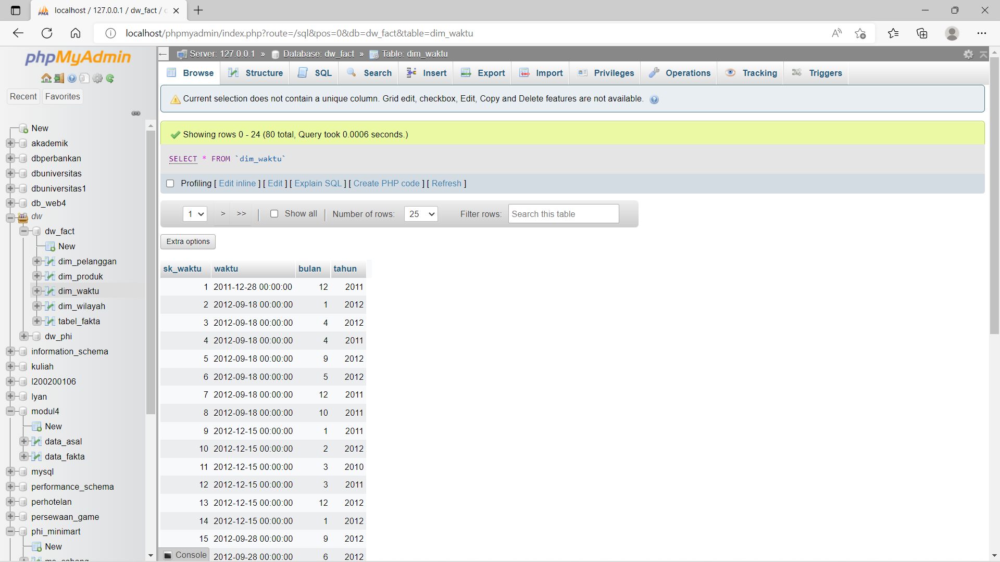 localhost / 127.0.0.1 / dw_fact /
localhost/phpmyadmin/index.php?route=/sql&pos=0&db=dw_fact&table=dim_waktu
phpMyAdmin
Recent
Favorites
New
akademik
dbperbankan
dbuniversitas
dbuniversitas1
db_web4
dw
dw_fact
New
dim_pelanggan
dim_produk
dim_waktu
dim_wilayah
tabel_fakta
dw_phi
information_schema
kuliah
l200200106
lyan
modul4
New
data_asal
data_fakta
mysql
performance_schema
perhotelan
persewaan_game
phi_minimart
New
Server: 127.0.0.1 » Database: dw_fact » Table: dim_waktu
Browse Structure SQL Search Insert Export Import Privileges Operations Tracking Triggers
Current selection does not contain a unique column. Grid edit, checkbox, Edit, Copy and Delete features are not available.
Showing rows 0 - 24 (80 total, Query took 0.0006 seconds.)
SELECT * FROM `dim_waktu`
Profiling [ Edit inline ] [ Edit ] [ Explain SQL ] [ Create PHP code ] [ Refresh ]
1 > >> | Show all | Number of rows: 25 Filter rows: Search this table
Extra options
sk_waktu waktu bulan tahun
1 2011-12-28 00:00:00 12 2011
2 2012-09-18 00:00:00 1 2012
3 2012-09-18 00:00:00 4 2012
4 2012-09-18 00:00:00 4 2011
5 2012-09-18 00:00:00 9 2012
6 2012-09-18 00:00:00 5 2012
7 2012-09-18 00:00:00 12 2011
8 2012-09-18 00:00:00 10 2011
9 2012-12-15 00:00:00 1 2011
10 2012-12-15 00:00:00 2 2012
11 2012-12-15 00:00:00 3 2010
12 2012-12-15 00:00:00 3 2011
13 2012-12-15 00:00:00 12 2012
14 2012-12-15 00:00:00 1 2012
15 2012-09-28 00:00:00 9 2012
2012-09-28 00:00:00 6 2012
Console